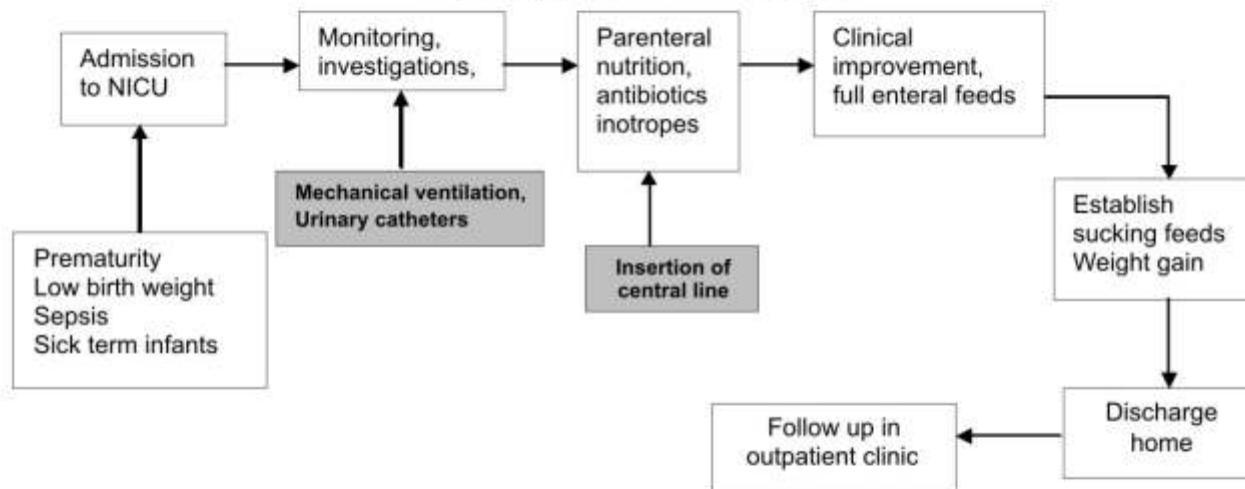 Admission
to NICU
Monitoring,
investigations,
Parenteral
nutrition,
antibiotics
inotropes
Clinical
improvement,
full enteral feeds
Mechanical ventilation,
Urinary catheters
Insertion of
central line
Prematurity
Low birth weight
Sepsis
Sick term infants
Establish
sucking feeds
Weight gain
Discharge
home
Follow up in
outpatient clinic